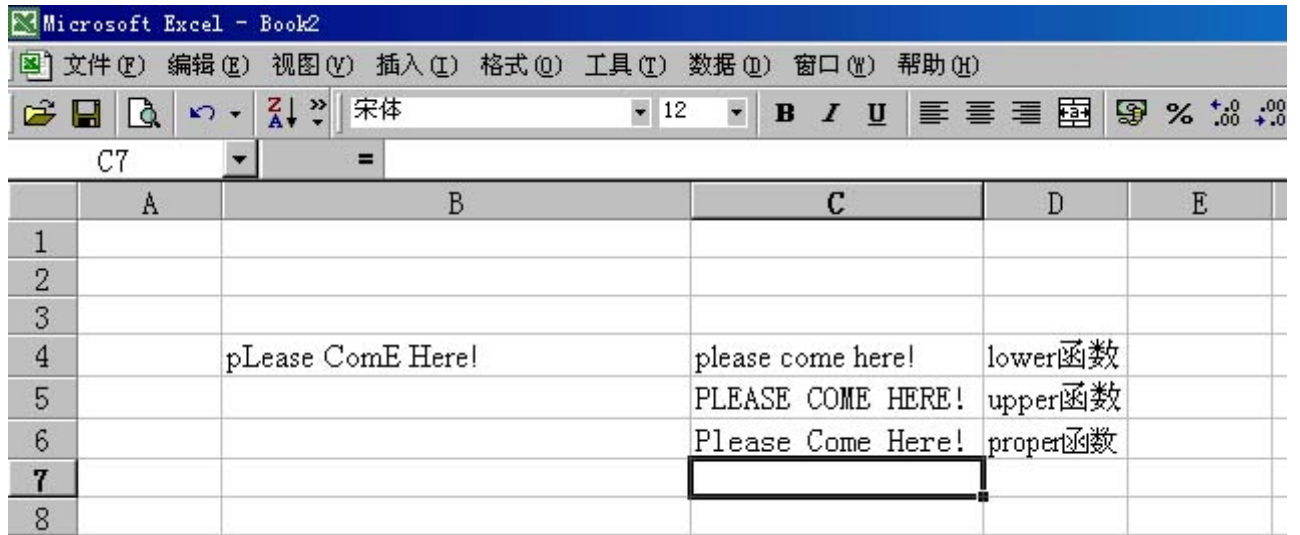 Microsoft Excel - Book2
文件(F) 编辑(E) 视图(V) 插入(I) 格式(O) 工具(T) 数据(D) 窗口(W) 帮助(H)
宋体 12 B I U %
C7 =
A B C D E
1
2
3
4 pLease ComE Here! please come here! lower函数
5 PLEASE COME HERE! upper函数
6 Please Come Here! proper函数
7
8